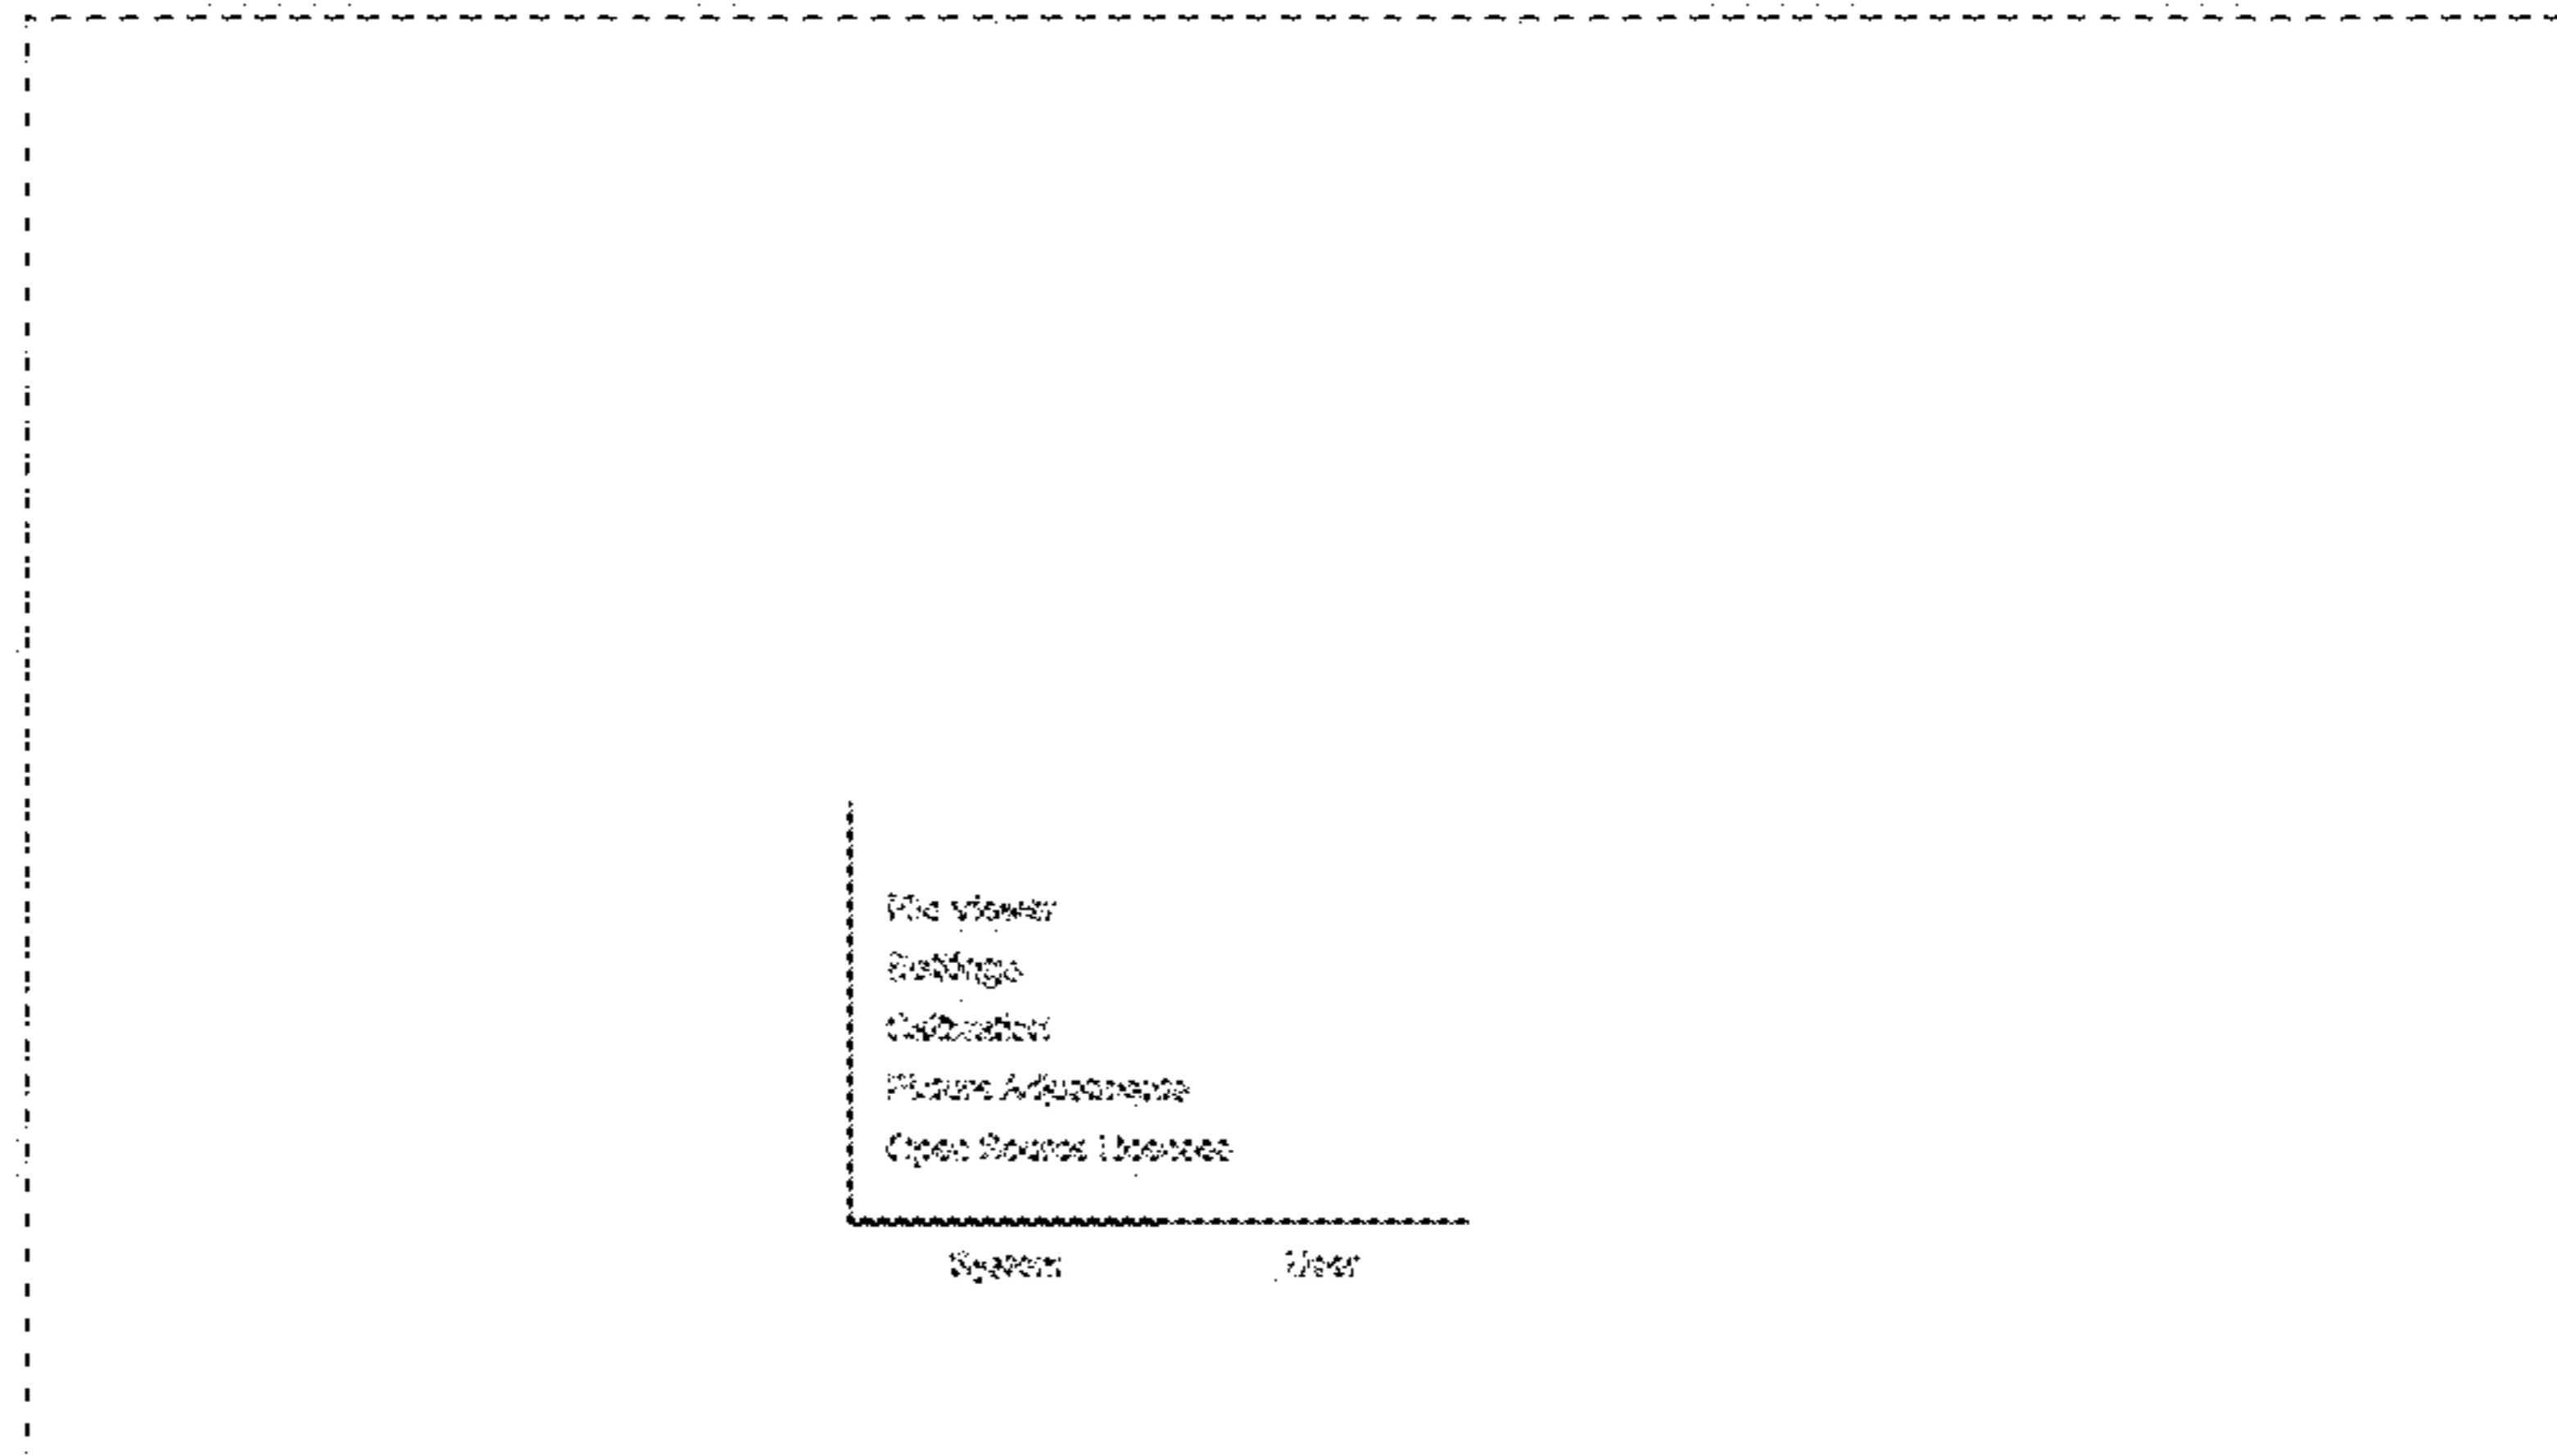 File Viewer
Settings
Calibration
Picture Adjustments
Open Source Licenses
System User